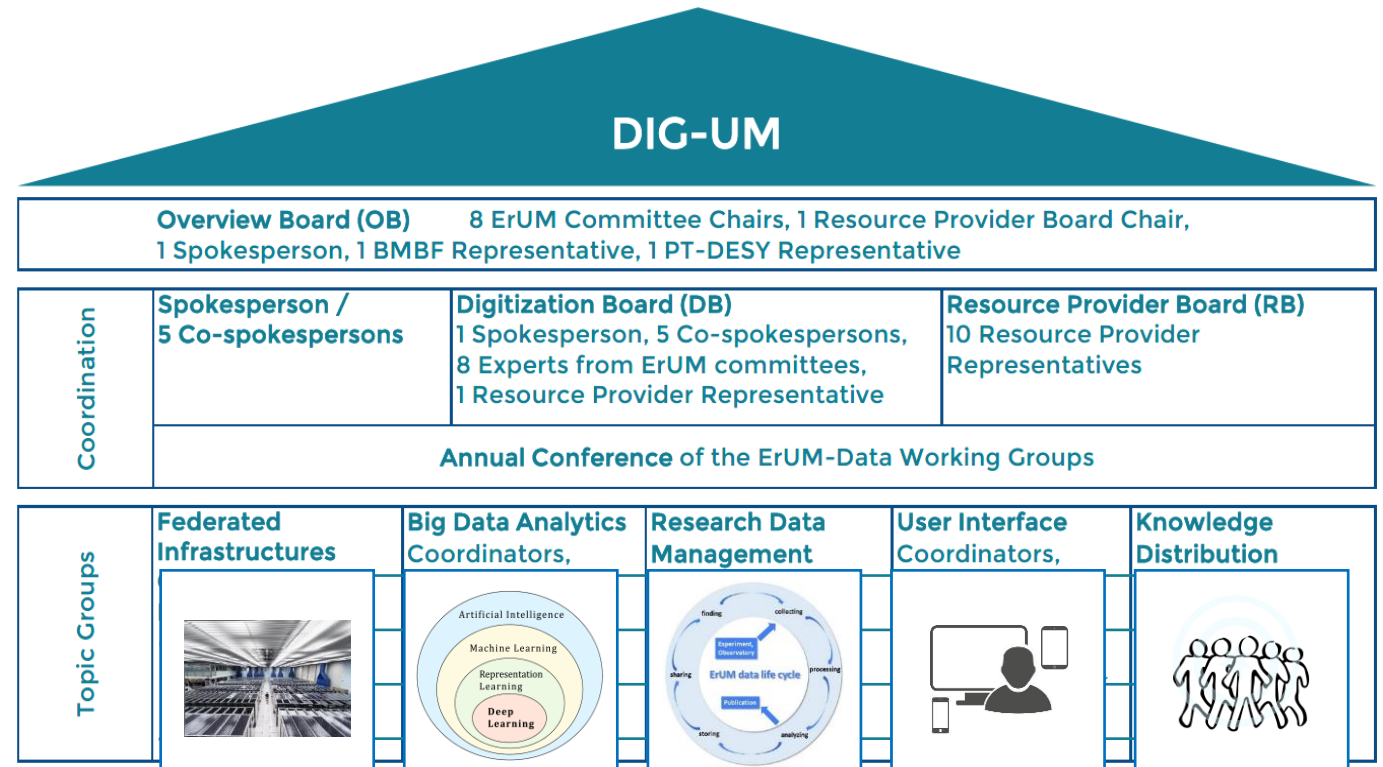 DIG-UM
Overview Board (OB) 8 ErUM Committee Chairs, 1 Resource Provider Board Chair,
1 Spokesperson, 1 BMBF Representative, 1 PT-DESY Representative
Coordination
Spokesperson /
5 Co-spokespersons
Digitization Board (DB)
1 Spokesperson, 5 Co-spokespersons,
8 Experts from ErUM committees,
1 Resource Provider Representative
Resource Provider Board (RB)
10 Resource Provider
Representatives
Annual Conference of the ErUM-Data Working Groups
Topic Groups
Federated
Infrastructures
Big Data Analytics
Coordinators,
Artificial Intelligence
Machine Learning
Representation
Learning
Deep
Learning
Research Data
Management
finding
collecting
Experiment,
Observatory
sharing
ErUM data life cycle
processing
Publication
storing
analyzing
User Interface
Coordinators,
Knowledge
Distribution